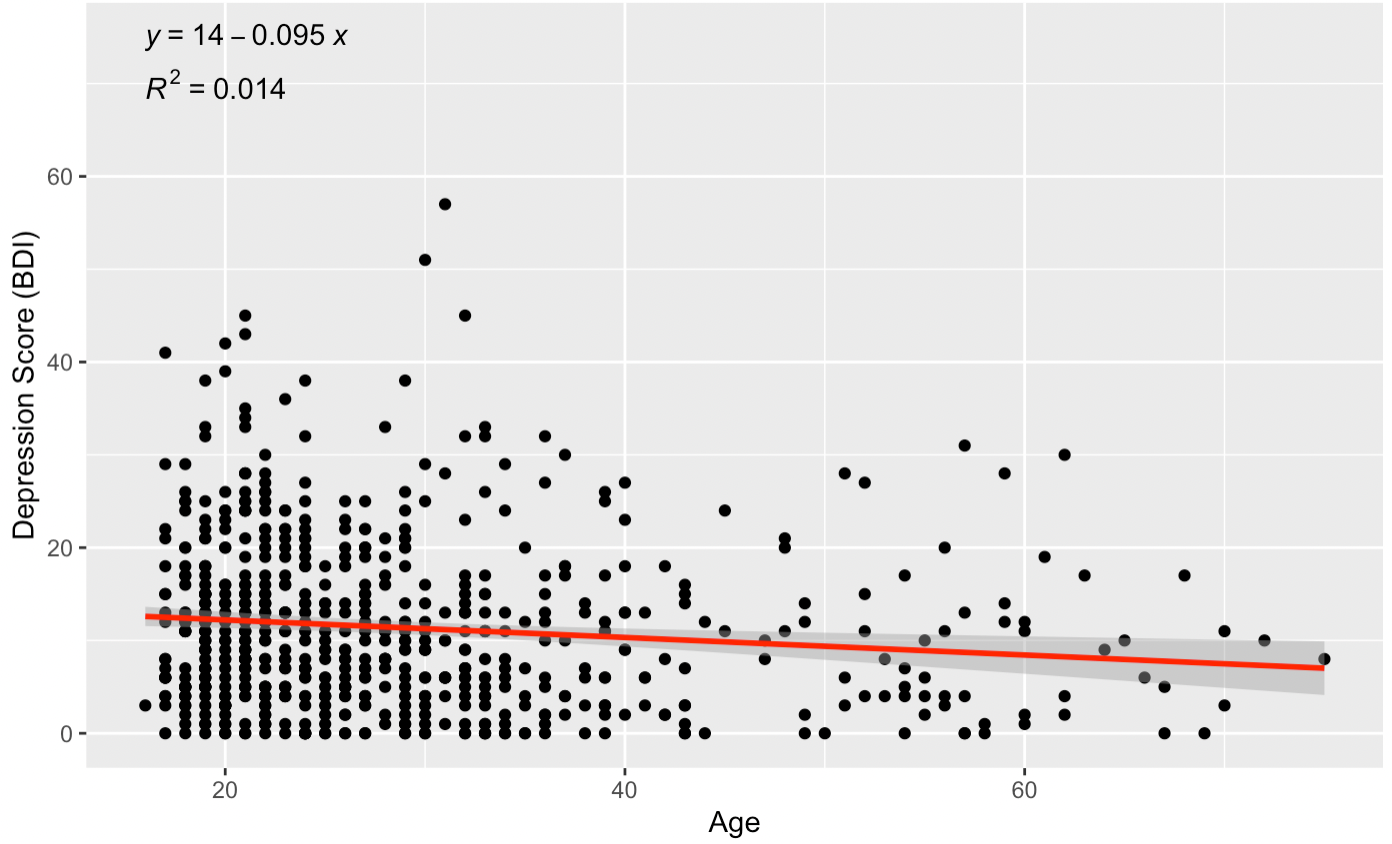 y = 14 – 0.095 x
R² = 0.014
60
40
20
0
Depression Score (BDI)
20 40 60
Age